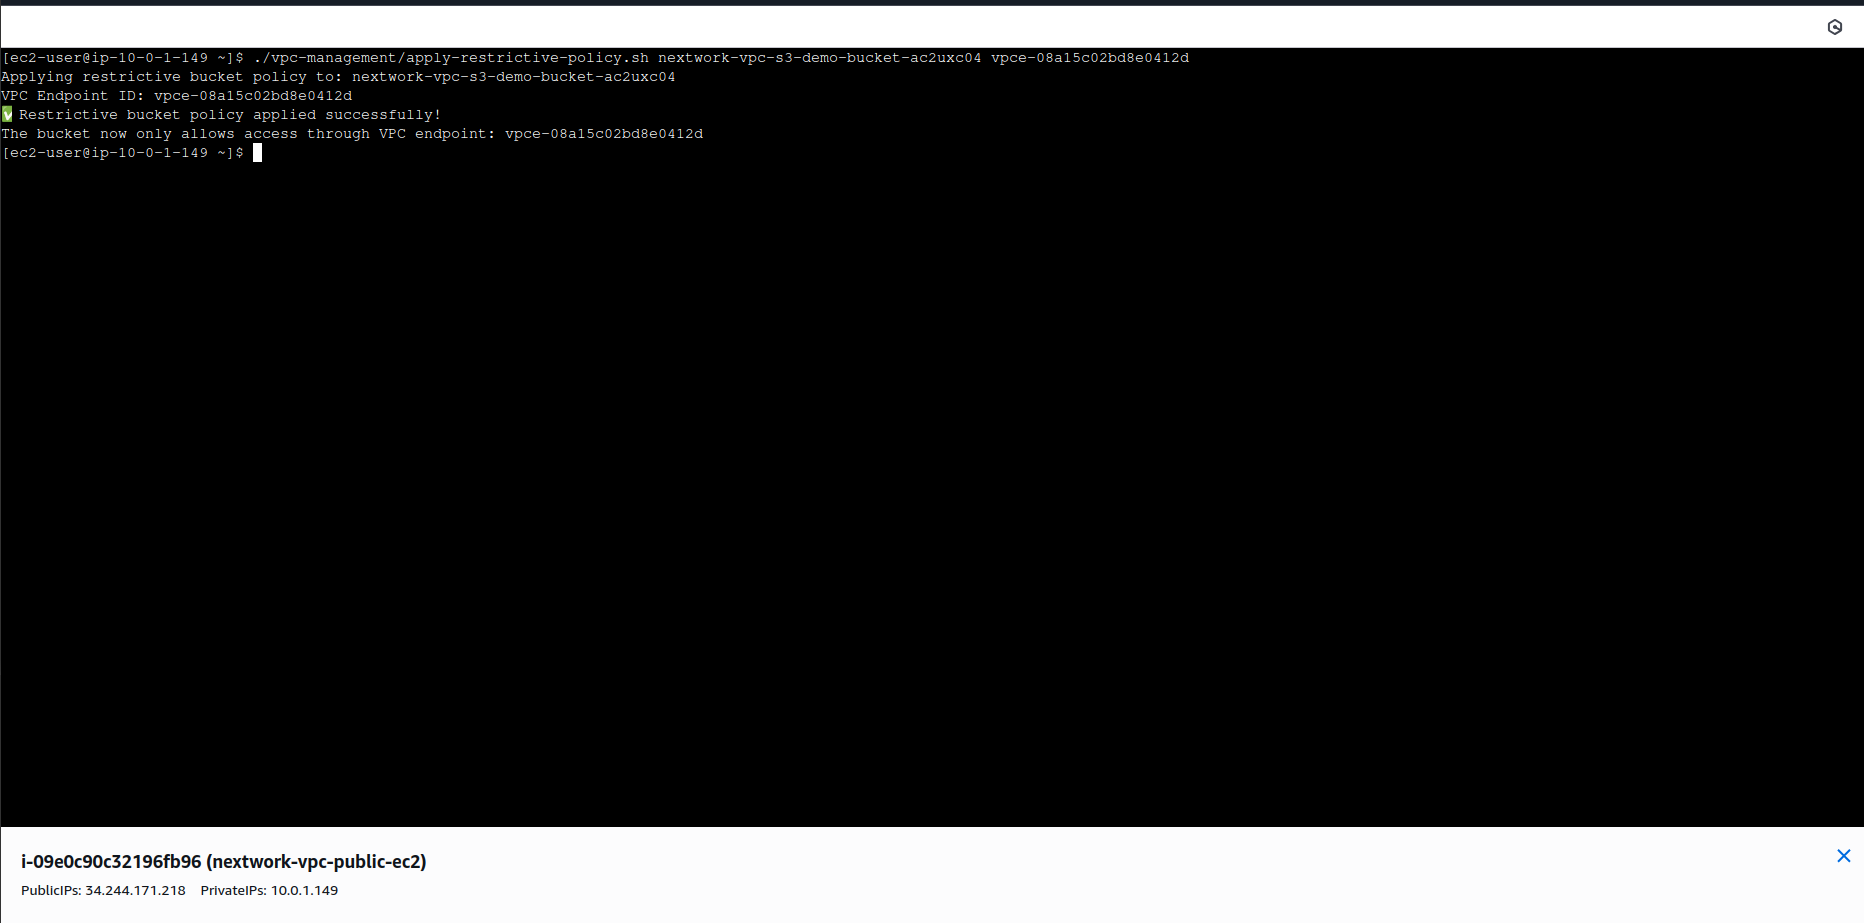 [ec2-user@ip-10-0-1-149 ~]$ ./vpc-management/apply-restrictive-policy.sh nextwork-vpc-s3-demo-bucket-ac2uxc04 vpce-08a15c02bd8e0412d
Applying restrictive bucket policy to: nextwork-vpc-s3-demo-bucket-ac2uxc04
VPC Endpoint ID: vpce-08a15c02bd8e0412d
✅ Restrictive bucket policy applied successfully!
The bucket now only allows access through VPC endpoint: vpce-08a15c02bd8e0412d
[ec2-user@ip-10-0-1-149 ~]$
i-09e0c90c32196fb96 (nextwork-vpc-public-ec2)
PublicIPs: 34.244.171.218 PrivateIPs: 10.0.1.149